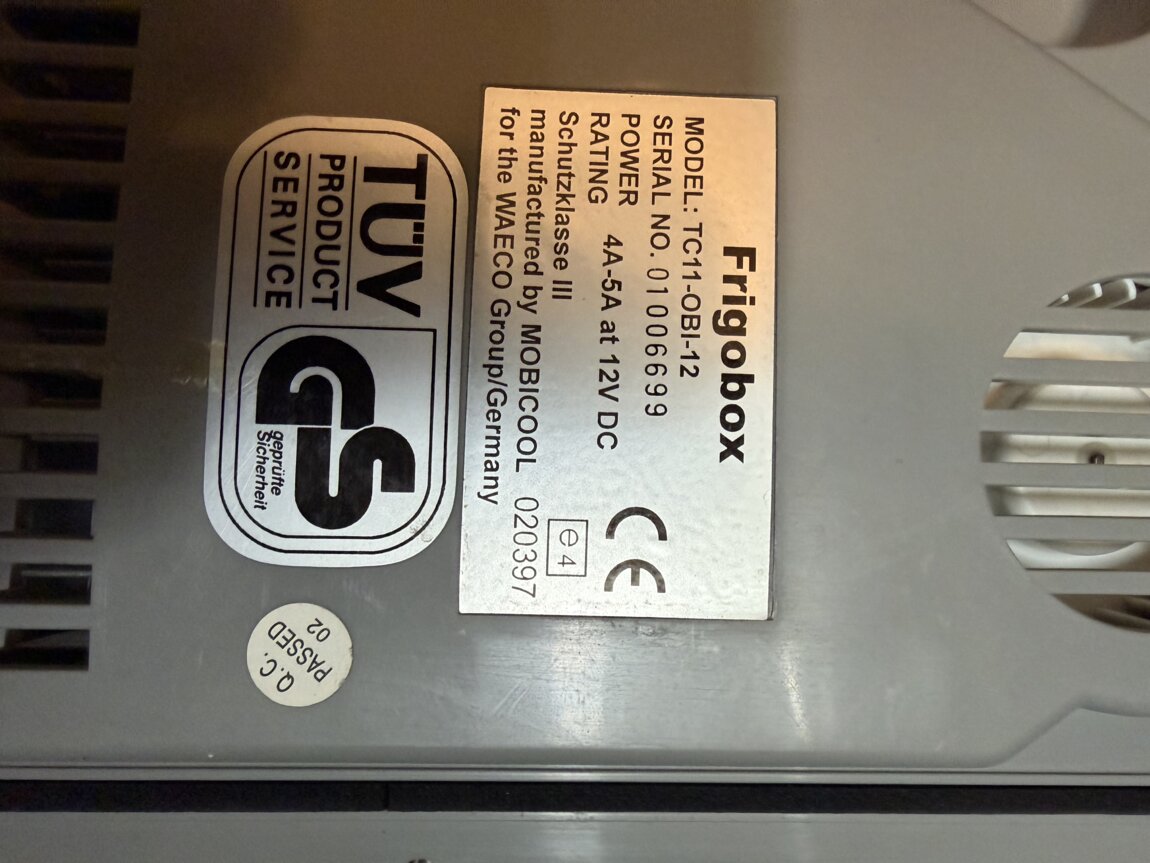 Frigobox
MODEL: TC11-OBI-12
SERIAL NO. 01006699
POWER
RATING 4A-5A at 12V DC
Schutzklasse III
manufactured by MOBICOOL 020397
for the WAECO Group/Germany
CE
e4
TÜV
PRODUCT
SERVICE
GS
geprüfte
Sicherheit
Q.C.
PASSED
02